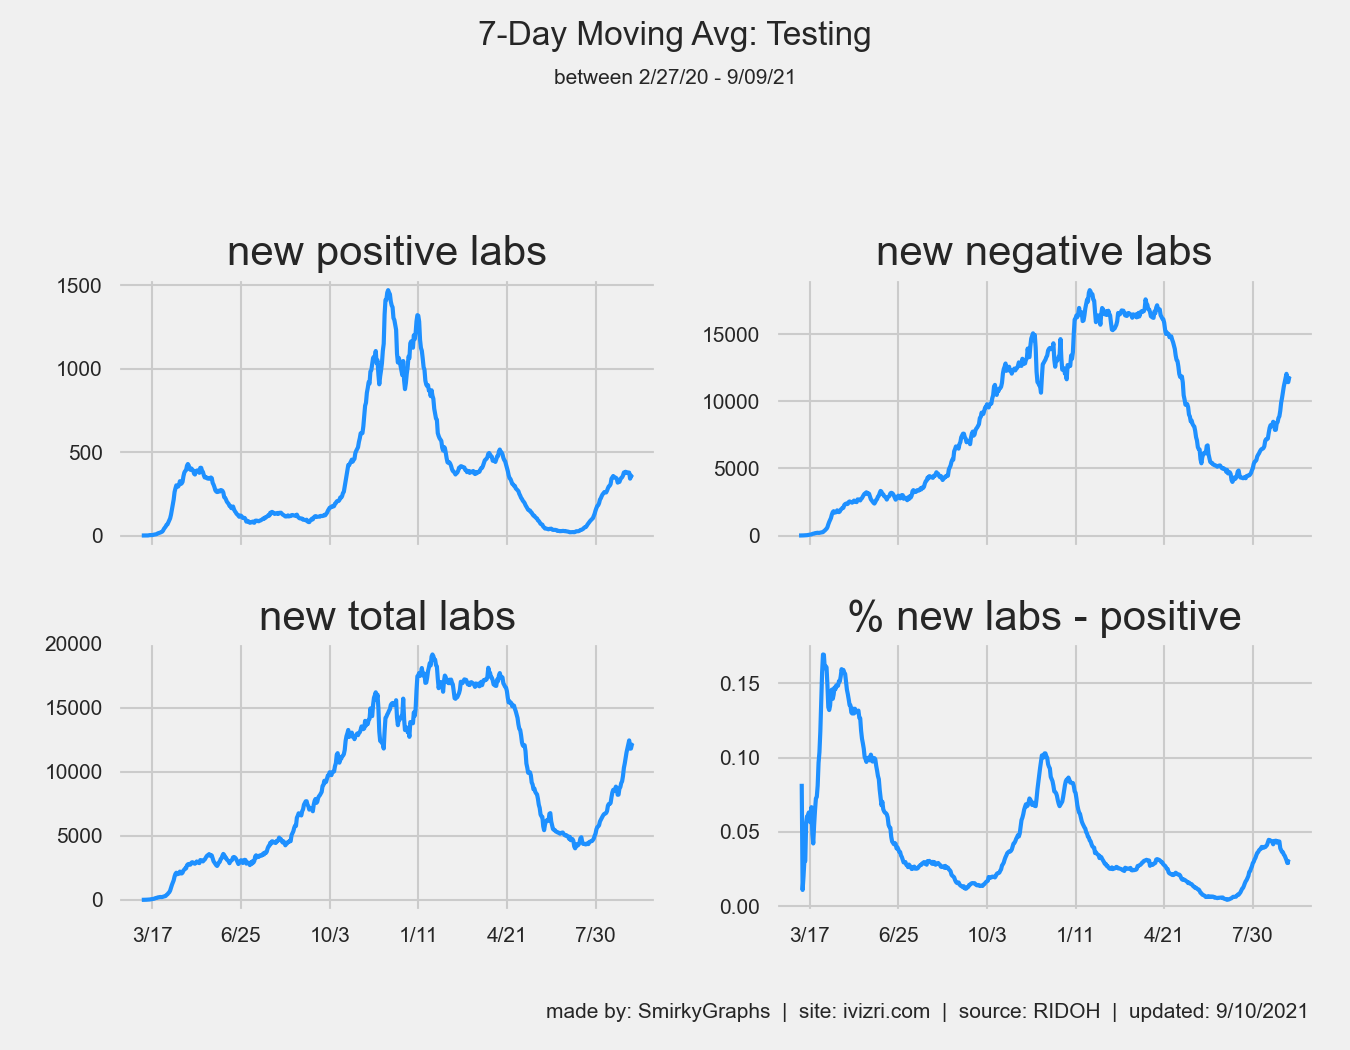 7-Day Moving Avg: Testing
between 2/27/20 - 9/09/21
new positive labs
1500
1000
500
0
new negative labs
15000
10000
5000
0
new total labs
20000
15000
10000
5000
0
3/17 6/25 10/3 1/11 4/21 7/30
% new labs - positive
0.15
0.10
0.05
0.00
3/17 6/25 10/3 1/11 4/21 7/30
made by: SmirkyGraphs | site: ivizri.com | source: RIDOH | updated: 9/10/2021